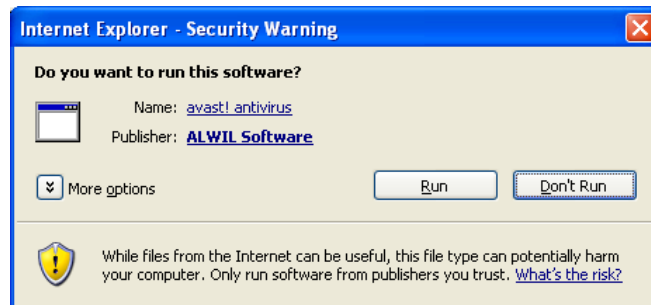 Internet Explorer - Security Warning
Do you want to run this software?
Name: avast! antivirus
Publisher: ALWIL Software
More options
Run
Don't Run
While files from the Internet can be useful, this file type can potentially harm
your computer. Only run software from publishers you trust. What's the risk?